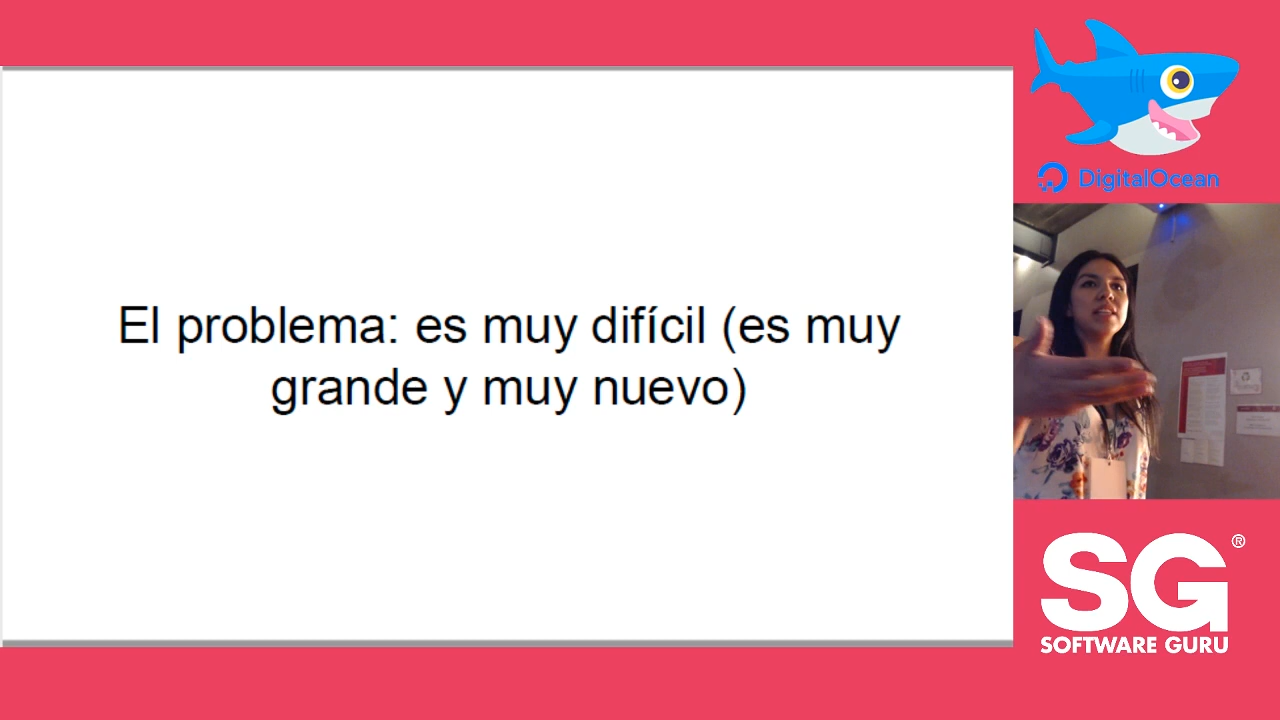 El problema: es muy difícil (es muy
grande y muy nuevo)
DigitalOcean
SG®
SOFTWARE GURU